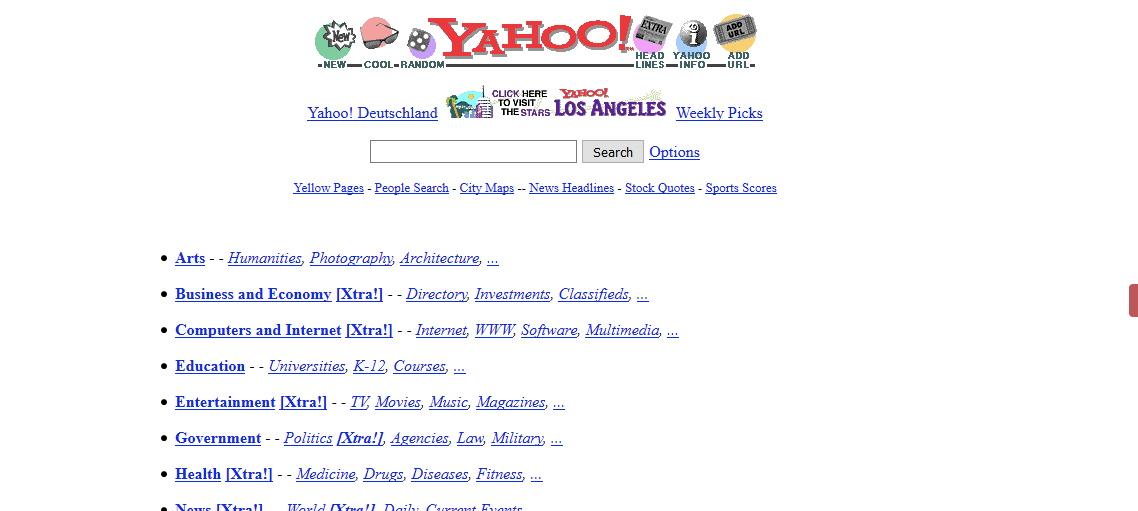 New EXTRA i ADD URL
YAHOO!
NEW COOL RANDOM HEAD LINES YAHOO INFO ADD URL
Yahoo! Deutschland CLICK HERE TO VISIT THE STARS YAHOO! LOS ANGELES Weekly Picks
Search Options
Yellow Pages - People Search - City Maps -- News Headlines - Stock Quotes - Sports Scores
Arts - - Humanities, Photography, Architecture, ...
Business and Economy [Xtra!] - - Directory, Investments, Classifieds, ...
Computers and Internet [Xtra!] - - Internet, WWW, Software, Multimedia, ...
Education - - Universities, K-12, Courses, ...
Entertainment [Xtra!] - - TV, Movies, Music, Magazines, ...
Government - - Politics [Xtra!], Agencies, Law, Military, ...
Health [Xtra!] - - Medicine, Drugs, Diseases, Fitness, ...
News [Xtra!] - - World [Xtra!], Daily, Current Events